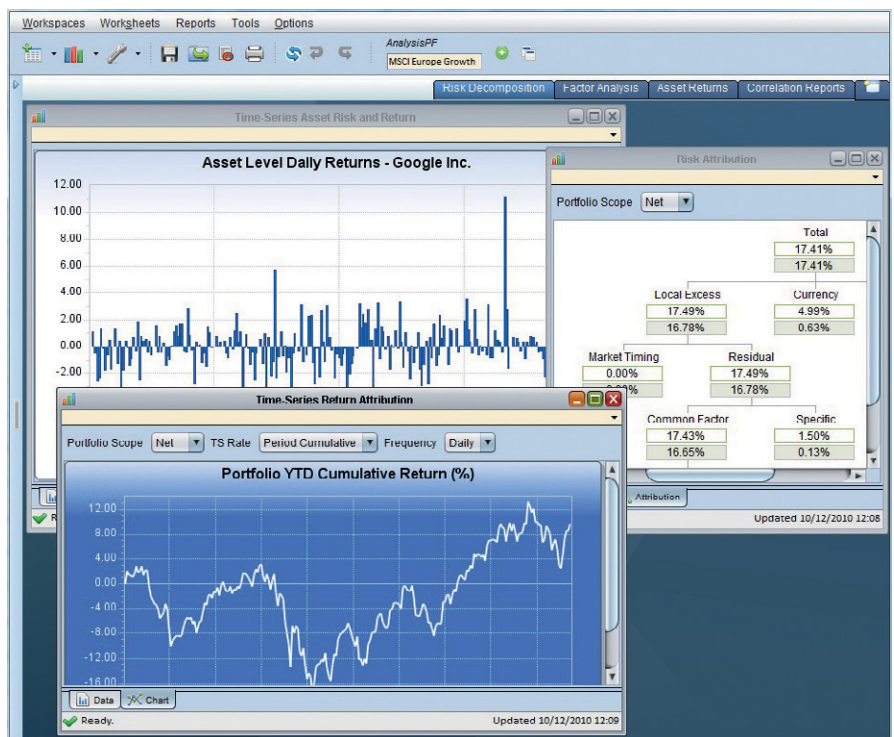 Workspaces Worksheets Reports Tools Options
AnalysisPF
MSCI Europe Growth
Risk Decomposition Factor Analysis Asset Returns Correlation Reports
Time-Series Asset Risk and Return
Asset Level Daily Returns - Google Inc.
12.00
10.00
8.00
6.00
4.00
2.00
0.00
-2.00
Risk Attribution
Portfolio Scope Net
Total
17.41%
17.41%
Local Excess Currency
17.49% 4.99%
16.78% 0.63%
Market Timing Residual
0.00% 17.49%
16.78%
Common Factor Specific
17.43% 1.50%
16.65% 0.13%
Attribution
Updated 10/12/2010 12:08
Time-Series Return Attribution
Portfolio Scope Net TS Rate Period Cumulative Frequency Daily
Portfolio YTD Cumulative Return (%)
12.00
8.00
4.00
0.00
-4.00
-8.00
-12.00
-16.00
Data Chart
Ready. Updated 10/12/2010 12:09